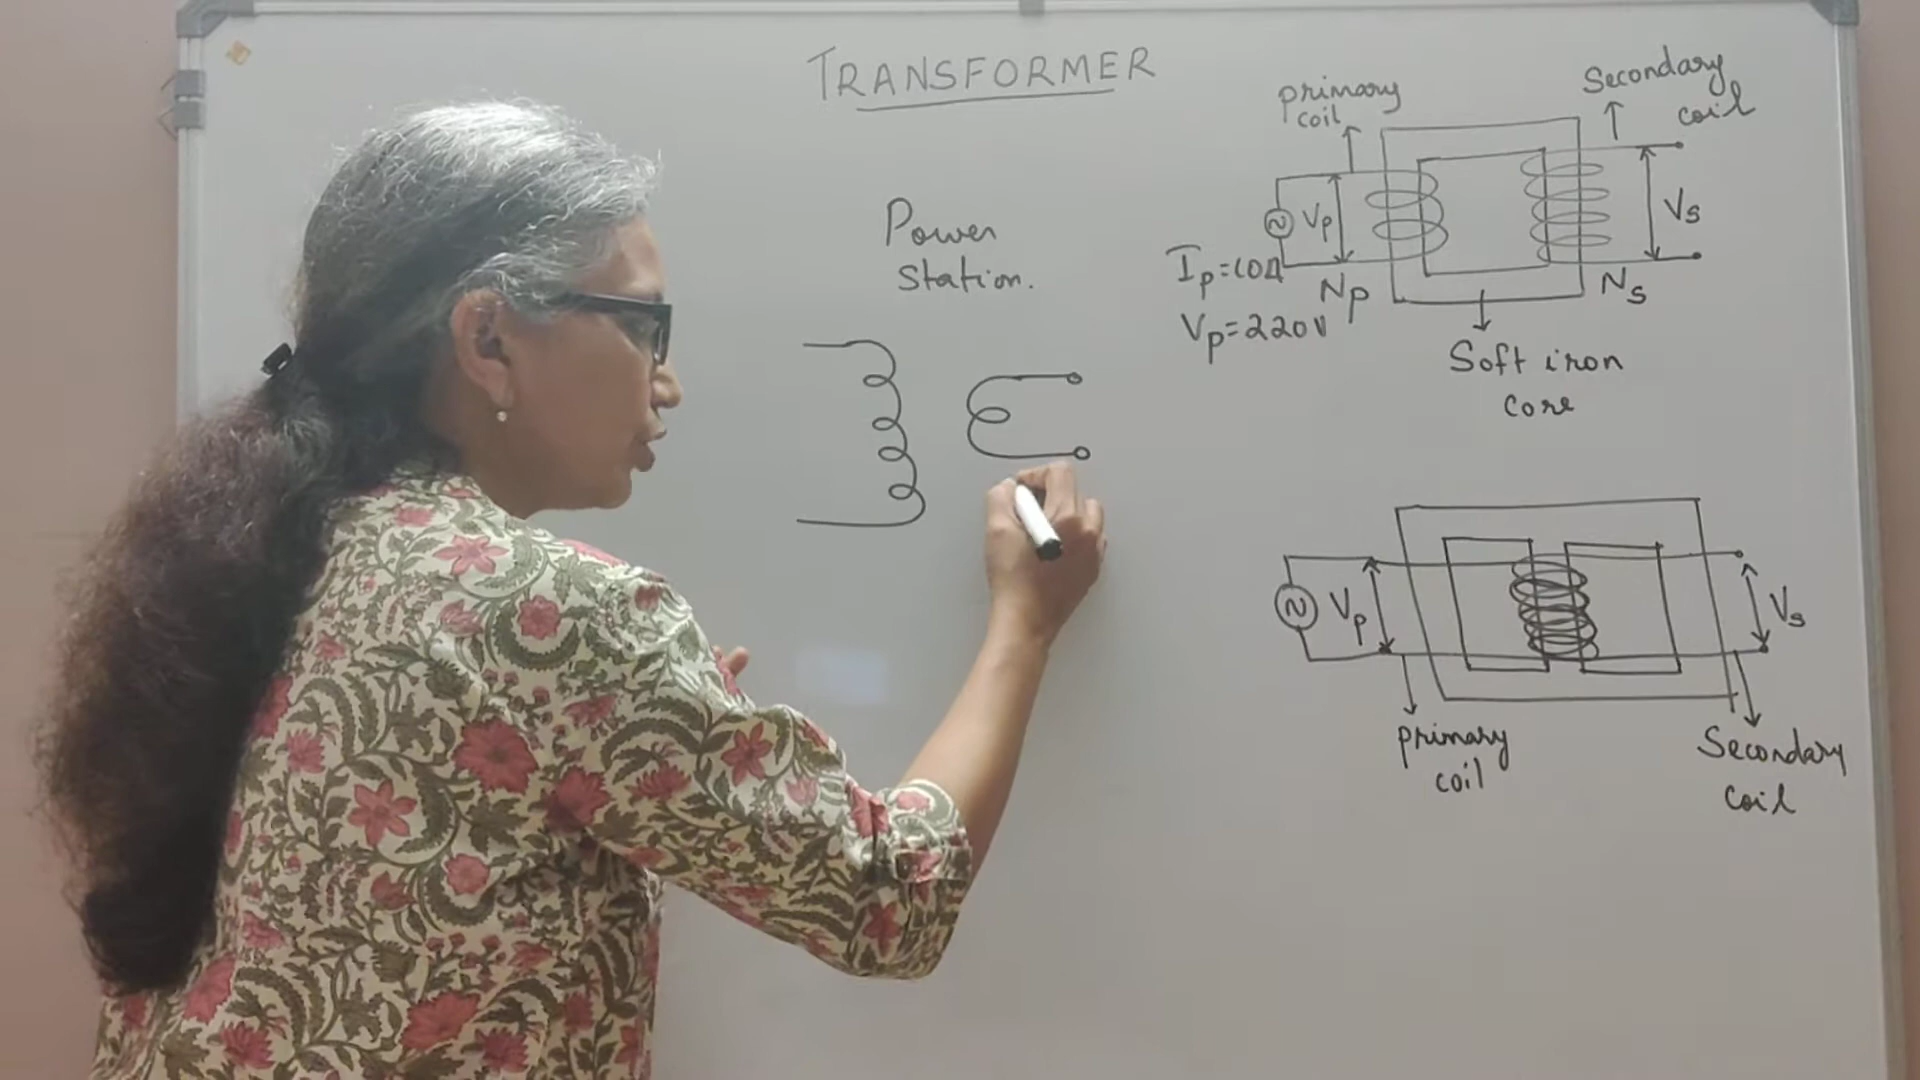 TRANSFORMER
Power
Station.
primary
coil
Secondary
coil
Vp
Vs
Ip=10A
Vp=220V
Np
Ns
Soft iron
core
Vp
Vs
primary
coil
Secondary
coil